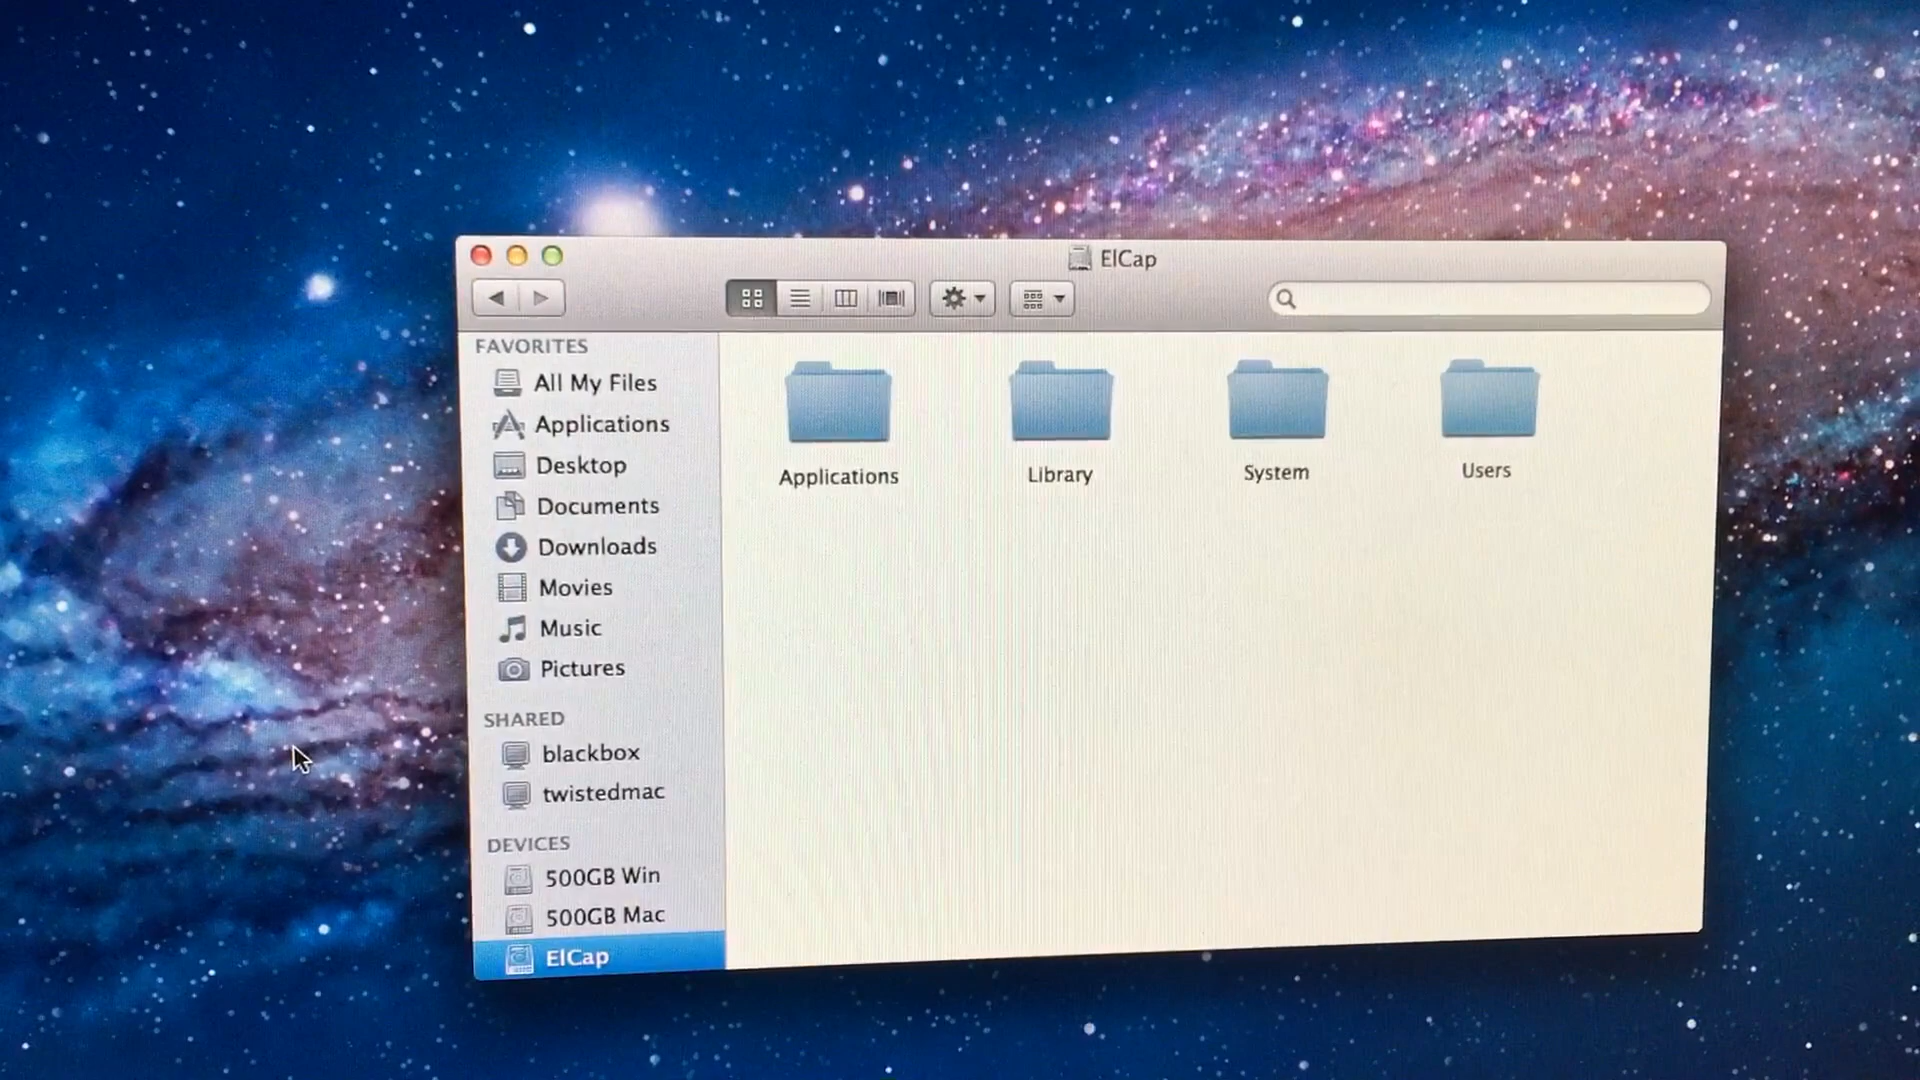 ElCap
FAVORITES
All My Files
Applications
Desktop
Documents
Downloads
Movies
Music
Pictures
SHARED
blackbox
twistedmac
DEVICES
500GB Win
500GB Mac
ElCap
Applications
Library
System
Users